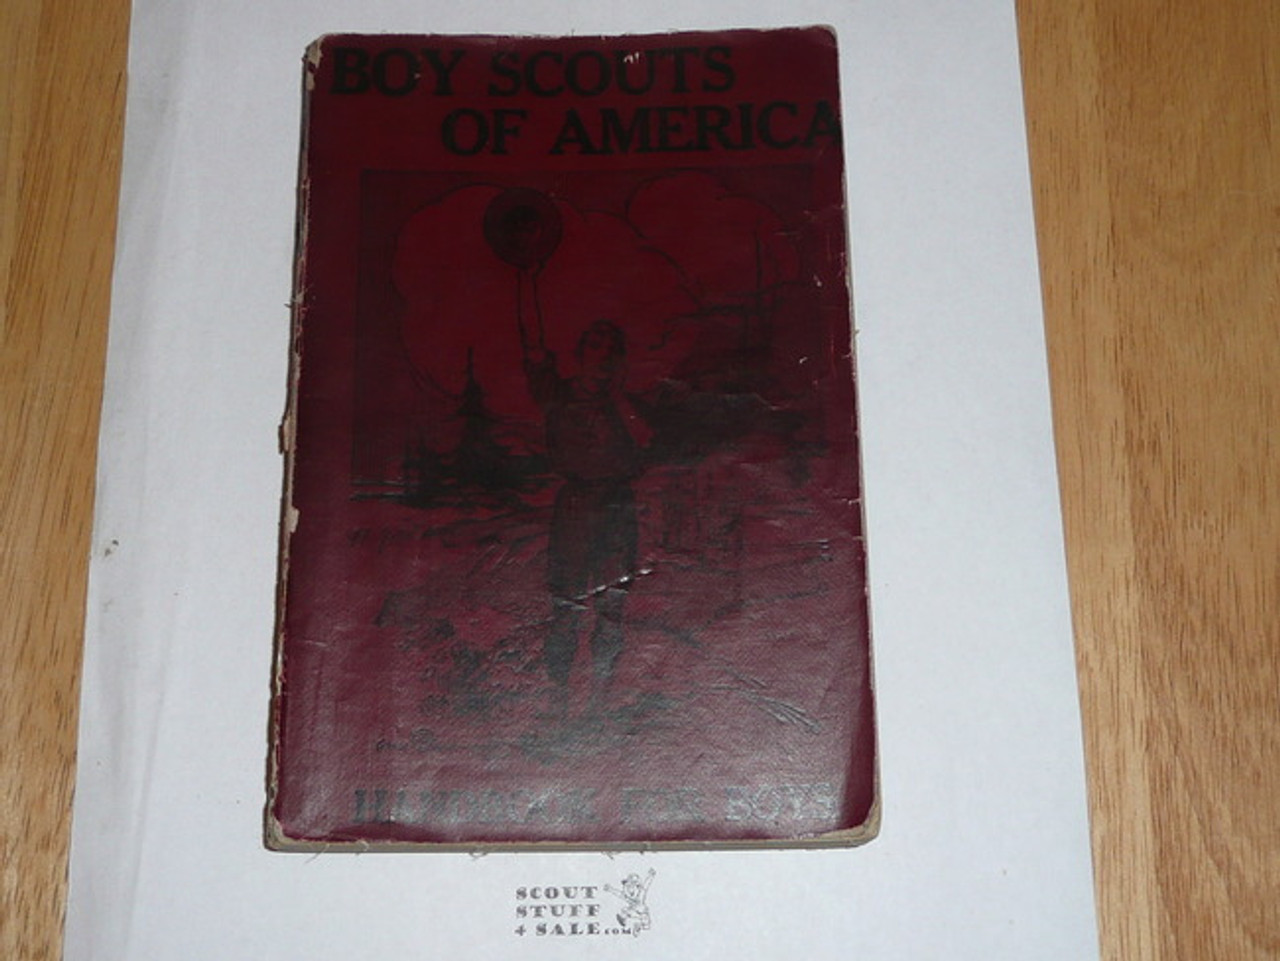 BOY SCOUTS
OF AMERICA
HANDBOOK FOR BOYS
SCOUT
STUFF
4 SALE.COM